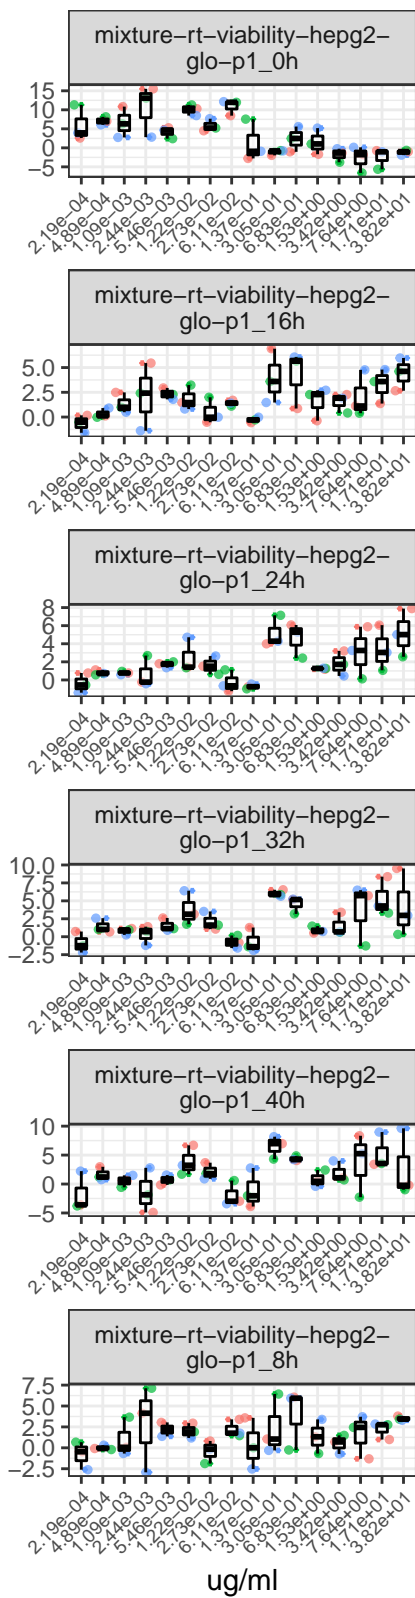 mixture−rt−viability−hepg2−
glo−p1_0h
15
10
5
0
−5
2.19e−04
4.89e−04
1.09e−03
2.44e−03
5.46e−03
1.22e−02
2.73e−02
6.11e−02
1.37e−01
3.05e−01
6.83e−01
1.53e+00
3.42e+00
7.64e+00
1.71e+01
3.82e+01
mixture−rt−viability−hepg2−
glo−p1_16h
5.0
2.5
0.0
2.19e−04
4.89e−04
1.09e−03
2.44e−03
5.46e−03
1.22e−02
2.73e−02
6.11e−02
1.37e−01
3.05e−01
6.83e−01
1.53e+00
3.42e+00
7.64e+00
1.71e+01
3.82e+01
mixture−rt−viability−hepg2−
glo−p1_24h
8
6
4
2
0
2.19e−04
4.89e−04
1.09e−03
2.44e−03
5.46e−03
1.22e−02
2.73e−02
6.11e−02
1.37e−01
3.05e−01
6.83e−01
1.53e+00
3.42e+00
7.64e+00
1.71e+01
3.82e+01
mixture−rt−viability−hepg2−
glo−p1_32h
10.0
7.5
5.0
2.5
0.0
−2.5
2.19e−04
4.89e−04
1.09e−03
2.44e−03
5.46e−03
1.22e−02
2.73e−02
6.11e−02
1.37e−01
3.05e−01
6.83e−01
1.53e+00
3.42e+00
7.64e+00
1.71e+01
3.82e+01
mixture−rt−viability−hepg2−
glo−p1_40h
10
5
0
−5
2.19e−04
4.89e−04
1.09e−03
2.44e−03
5.46e−03
1.22e−02
2.73e−02
6.11e−02
1.37e−01
3.05e−01
6.83e−01
1.53e+00
3.42e+00
7.64e+00
1.71e+01
3.82e+01
mixture−rt−viability−hepg2−
glo−p1_8h
7.5
5.0
2.5
0.0
−2.5
2.19e−04
4.89e−04
1.09e−03
2.44e−03
5.46e−03
1.22e−02
2.73e−02
6.11e−02
1.37e−01
3.05e−01
6.83e−01
1.53e+00
3.42e+00
7.64e+00
1.71e+01
3.82e+01
ug/ml